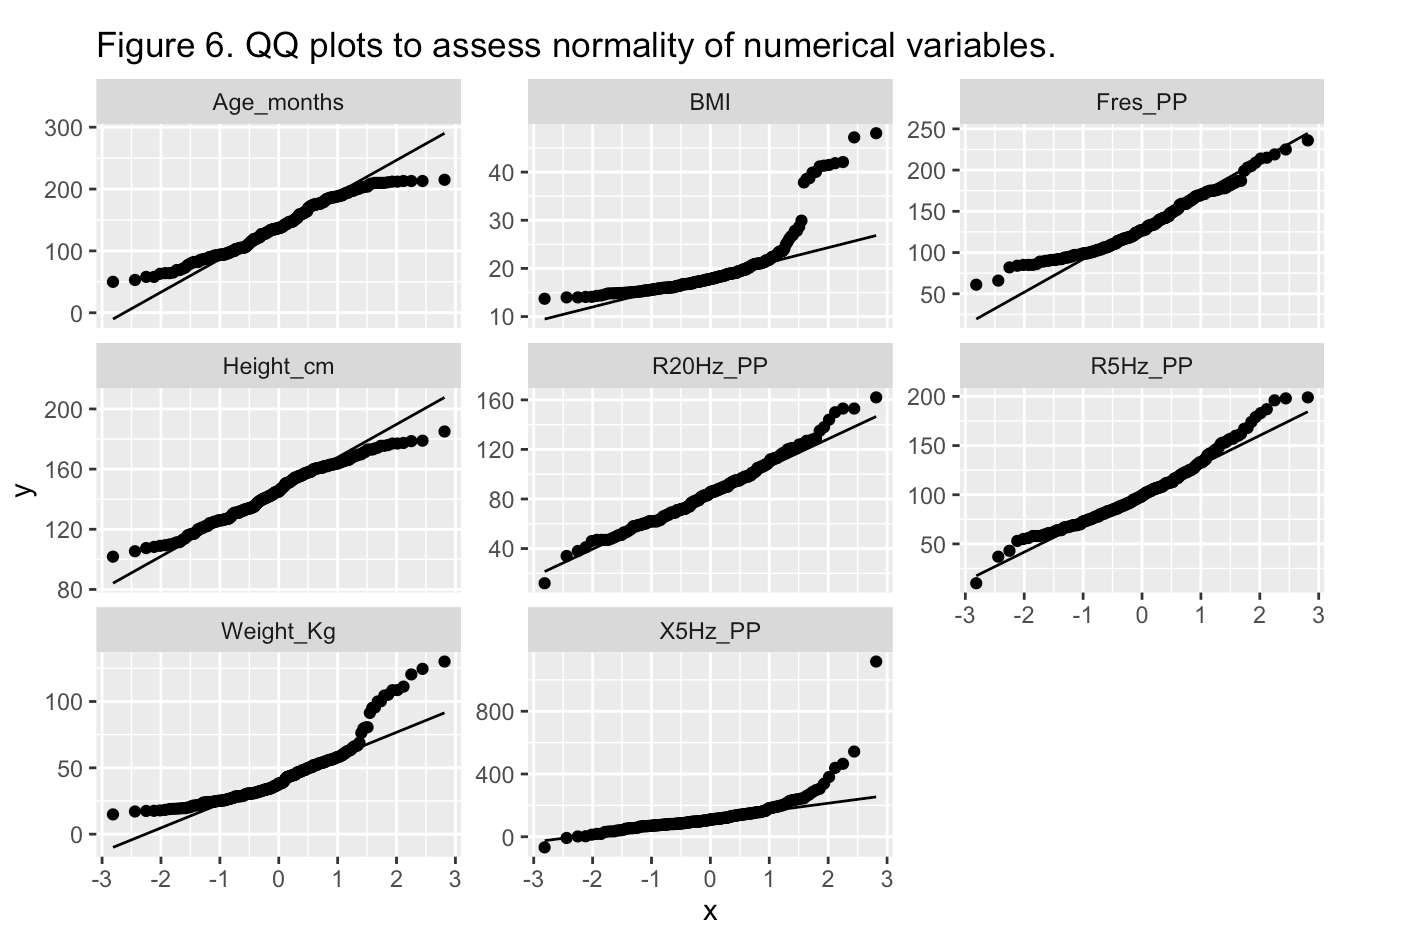 Figure 6. QQ plots to assess normality of numerical variables.
Age_months
BMI
Fres_PP
300
200
100
0
40
30
20
10
250
200
150
100
50
Height_cm
R20Hz_PP
R5Hz_PP
200
160
120
80
160
120
80
40
200
150
100
50
-3 -2 -1 0 1 2 3
y
Weight_Kg
X5Hz_PP
100
50
0
800
400
0
-3 -2 -1 0 1 2 3
-3 -2 -1 0 1 2 3
x